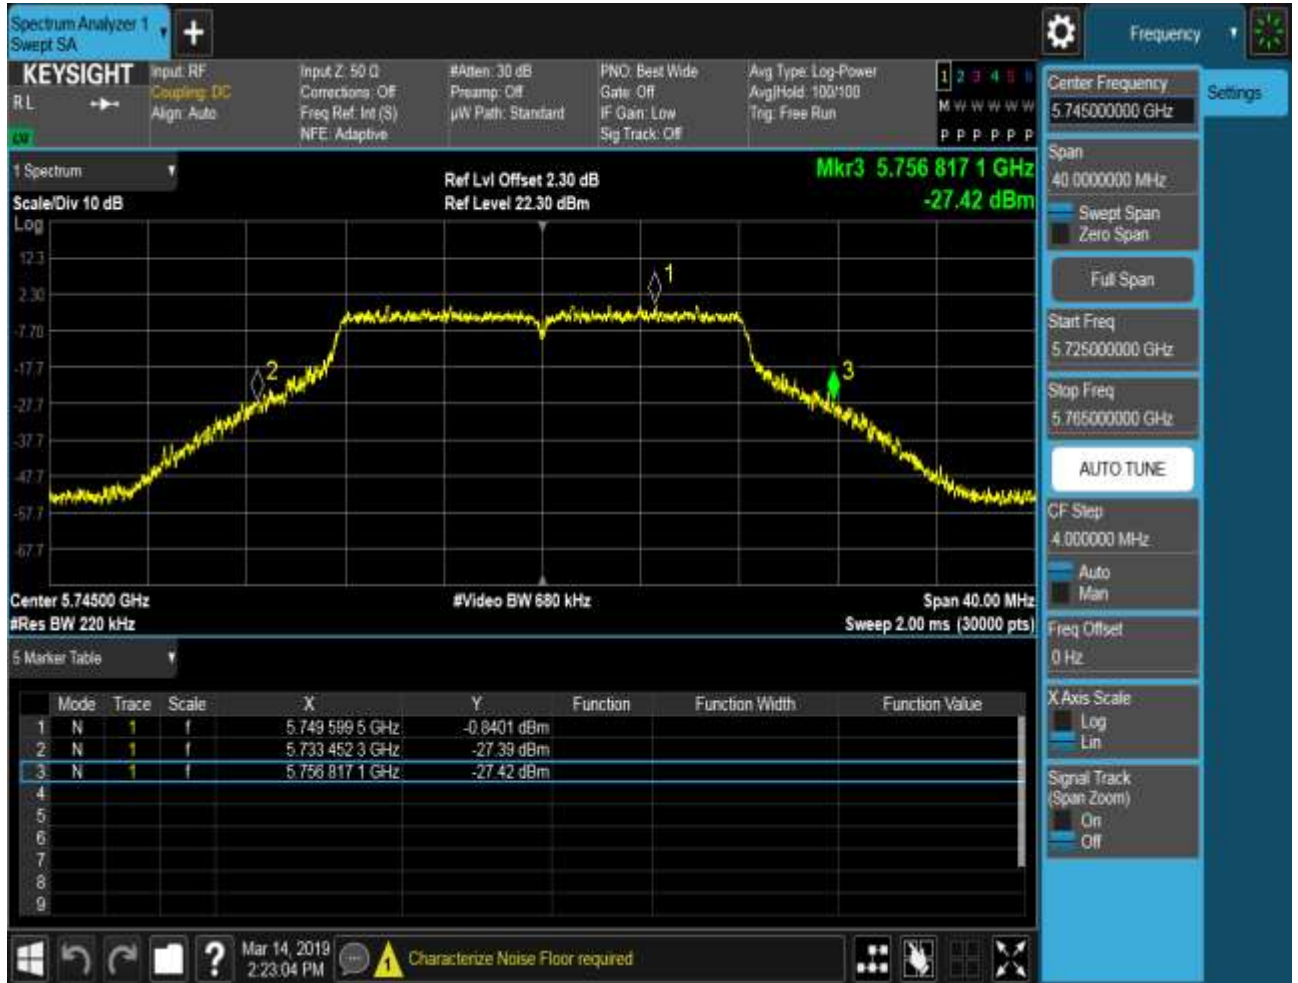 Spectrum Analyzer 1
Swept SA
+
Frequency
KEYSIGHT
RL
Input: RF
Coupling: DC
Align: Auto
Input Z: 50 Ω
Corrections: Off
Freq Ref: Int (S)
NFE: Adaptive
#Atten: 30 dB
Preamp: Off
µW Path: Standard
PNO: Best Wide
Gate: Off
IF Gain: Low
Sig Track: Off
Avg Type: Log-Power
Avg|Hold: 100/100
Trig: Free Run
1 2 3 4 5 6
M W W W W W
P P P P P P
1 Spectrum
Scale/Div 10 dB
Ref Lvl Offset 2.30 dB
Ref Level 22.30 dBm
Mkr3 5.756 817 1 GHz
-27.42 dBm
Log
12.3
2.30
-7.70
-17.7
-27.7
-37.7
-47.7
-57.7
-67.7
1
2
3
Center 5.74500 GHz
#Video BW 680 kHz
Span 40.00 MHz
#Res BW 220 kHz
Sweep 2.00 ms (30000 pts)
5 Marker Table
Mode Trace Scale X Y Function Function Width Function Value
1 N 1 f 5.749 599 5 GHz -0.8401 dBm
2 N 1 f 5.733 452 3 GHz -27.39 dBm
3 N 1 f 5.756 817 1 GHz -27.42 dBm
4
5
6
7
8
9
Mar 14, 2019
2:23:04 PM
?
1
Characterize Noise Floor required
Center Frequency
5.745000000 GHz
Settings
Span
40.0000000 MHz
Swept Span
Zero Span
Full Span
Start Freq
5.725000000 GHz
Stop Freq
5.765000000 GHz
AUTO TUNE
CF Step
4.000000 MHz
Auto
Man
Freq Offset
0 Hz
X Axis Scale
Log
Lin
Signal Track
(Span Zoom)
On
Off